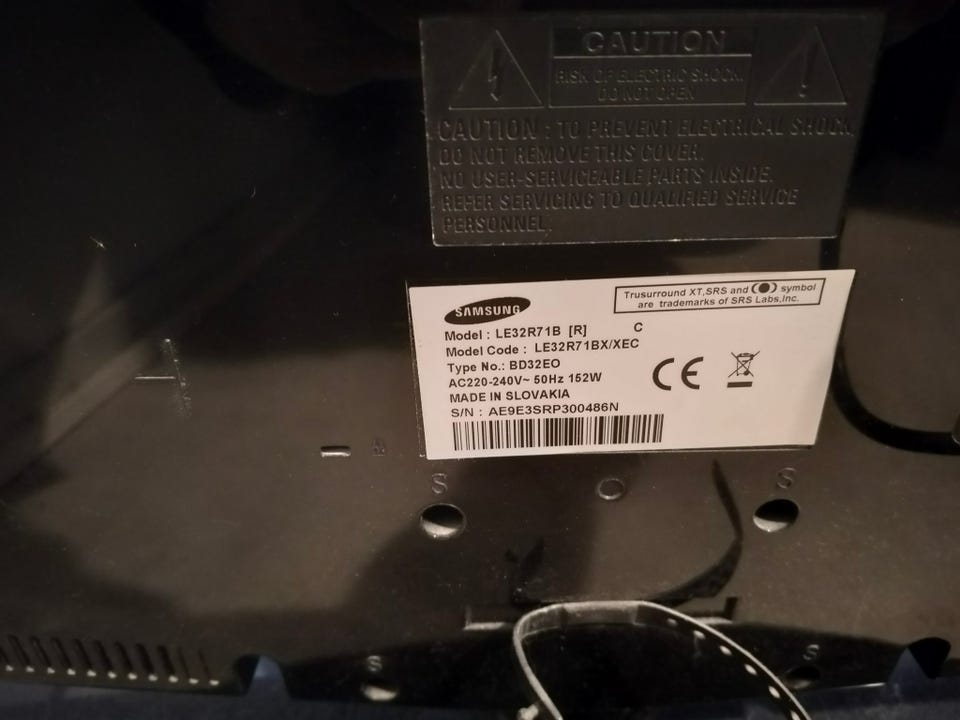 CAUTION
RISK OF ELECTRIC SHOCK.
DO NOT OPEN
CAUTION : TO PREVENT ELECTRICAL SHOCK,
DO NOT REMOVE THIS COVER.
NO USER-SERVICEABLE PARTS INSIDE.
REFER SERVICING TO QUALIFIED SERVICE
PERSONNEL.
SAMSUNG
Trusurround XT,SRS and symbol
are trademarks of SRS Labs,Inc.
Model : LE32R71B [R] C
Model Code : LE32R71BX/XEC
Type No.: BD32EO
AC220-240V~ 50Hz 152W
MADE IN SLOVAKIA
S/N : AE9E3SRP300486N
CE
S S
S S